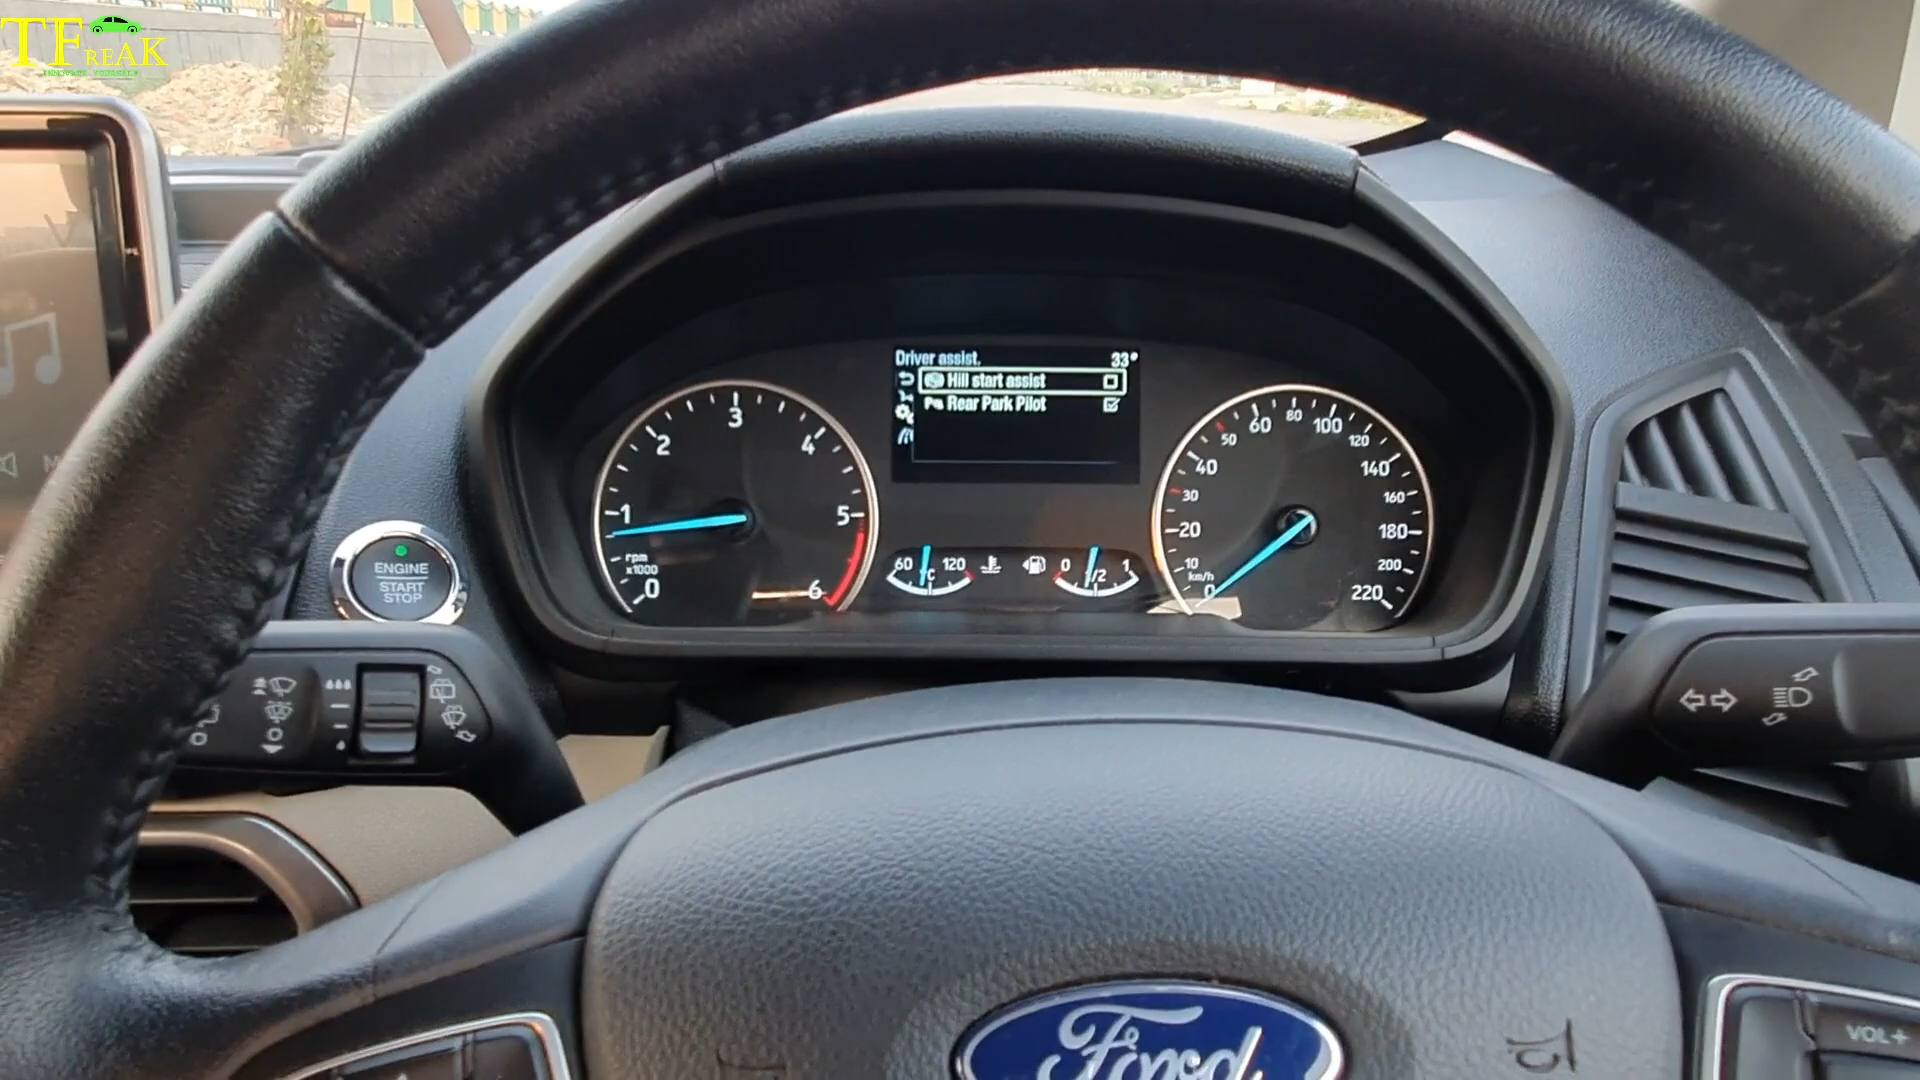 TFREAK
INNOVATE YOURSELF
Driver assist. 33°
Hill start assist
Rear Park Pilot
0 1 2 3 4 5 6
rpm
x1000
60 120
°C
0 1/2 1
0 10 20 30 40 50 60 80 100 120 140 160 180 200 220
km/h
ENGINE
START
STOP
Ford
VOL+